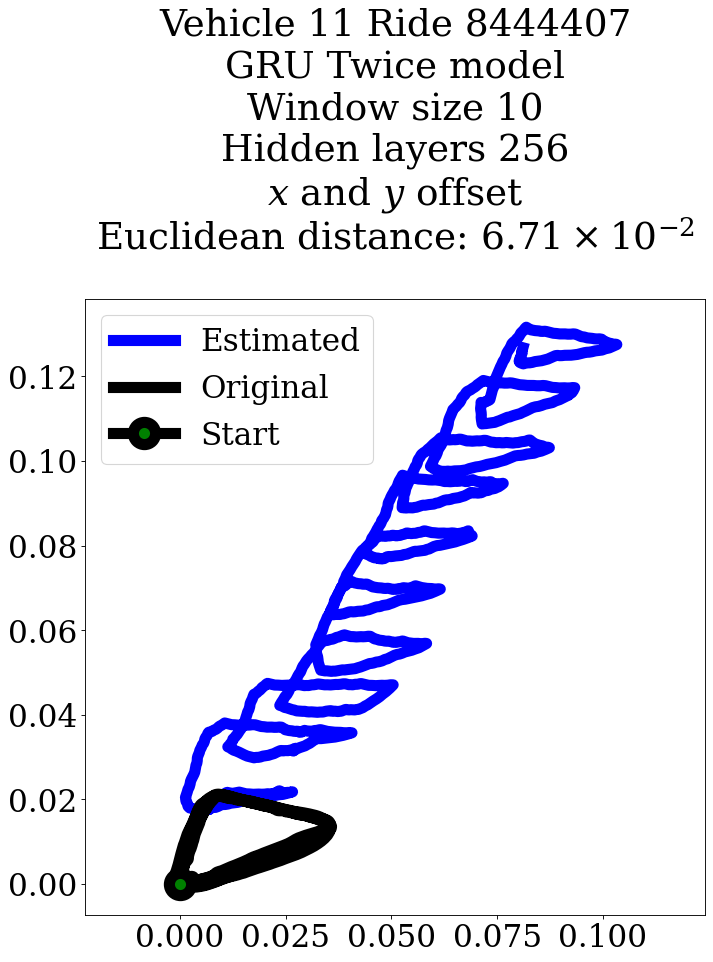 Vehicle 11 Ride 8444407
GRU Twice model
Window size 10
Hidden layers 256
x and y offset
Euclidean distance: 6.71 × 10⁻²
Estimated
Original
Start
0.12
0.10
0.08
0.06
0.04
0.02
0.00
0.000 0.025 0.050 0.075 0.100